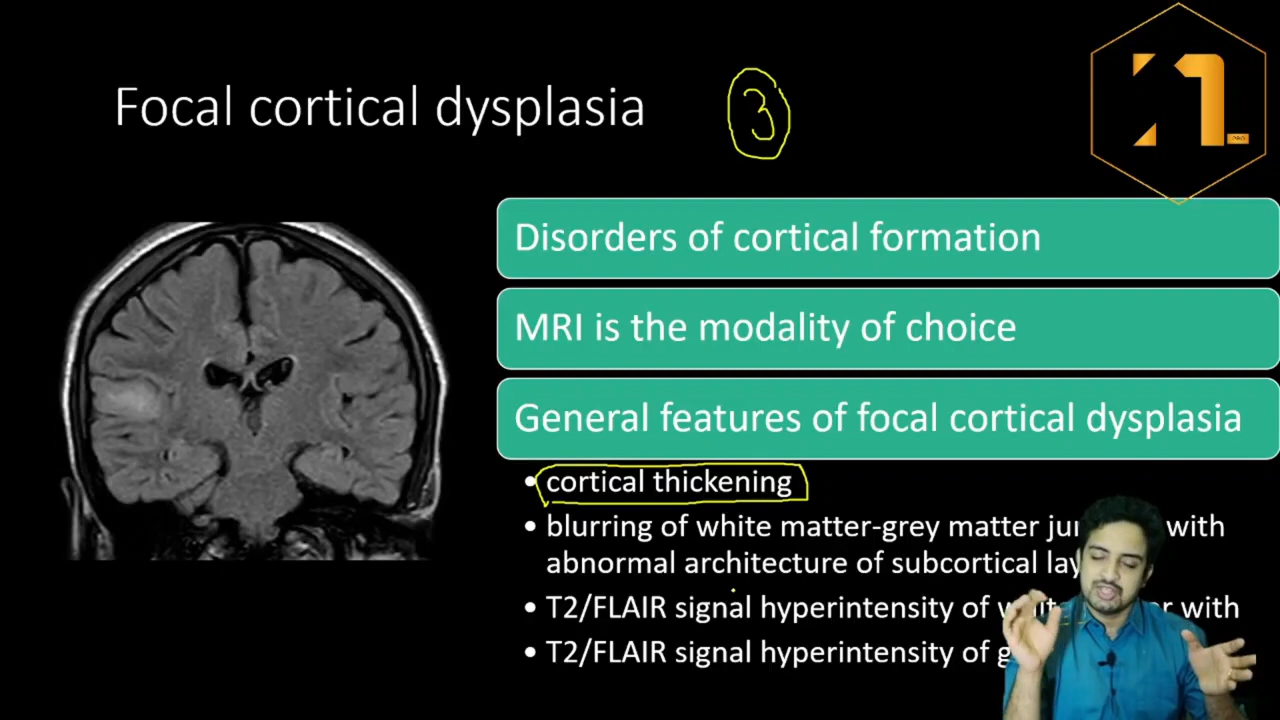 Focal cortical dysplasia
3
1
PRO
Disorders of cortical formation
MRI is the modality of choice
General features of focal cortical dysplasia
• cortical thickening
• blurring of white matter-grey matter with
abnormal architecture of subcortical
• T2/FLAIR signal hyperintensity of with
• T2/FLAIR signal hyperintensity of